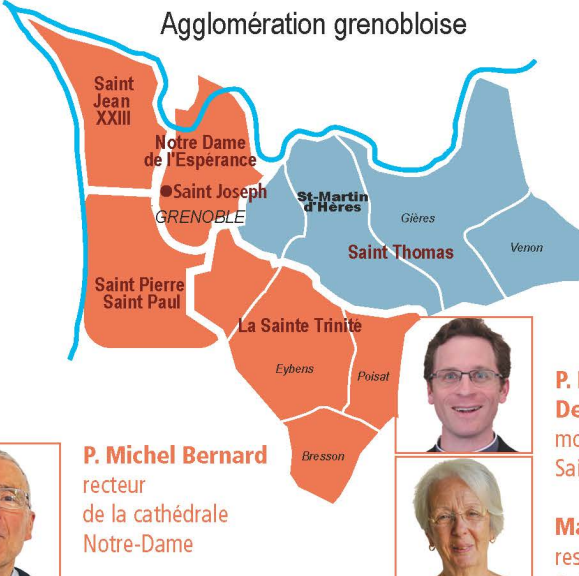 Agglomération grenobloise
Saint
Jean
XXIII
Notre Dame
de l'Espérance
Saint Joseph
GRENOBLE
St-Martin
d'Hères
Gières
Saint Thomas
Venon
Saint Pierre
Saint Paul
La Sainte Trinité
Eybens
Poisat
Bresson
P. Michel Bernard
recteur
de la cathédrale
Notre-Dame
P.